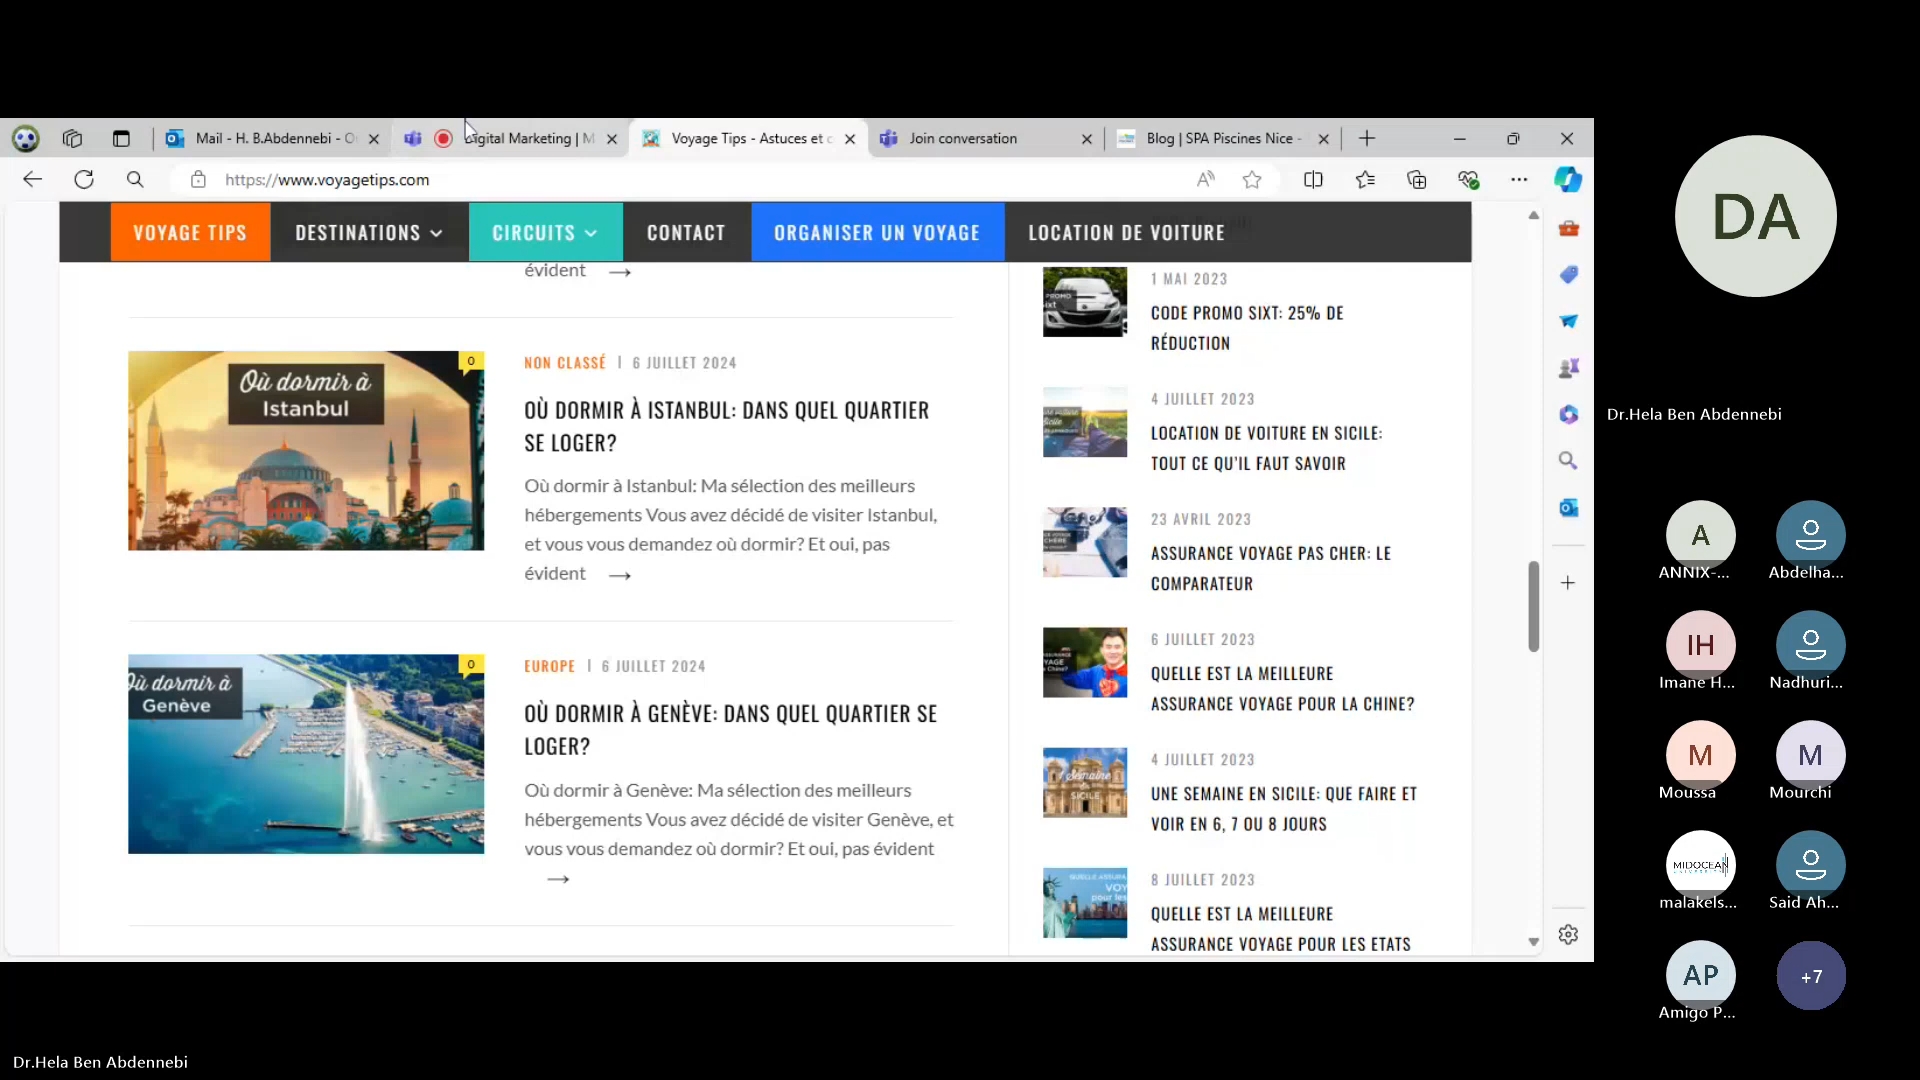 Mail - H. B.Abdennebi - O
igital Marketing | M
Voyage Tips - Astuces et c
Join conversation
Blog | SPA Piscines Nice -
https://www.voyagetips.com
VOYAGE TIPS
DESTINATIONS
CIRCUITS
CONTACT
ORGANISER UN VOYAGE
LOCATION DE VOITURE
évident →
Où dormir à
Istanbul
0
NON CLASSÉ | 6 JUILLET 2024
OÙ DORMIR À ISTANBUL: DANS QUEL QUARTIER
SE LOGER?
Où dormir à Istanbul: Ma sélection des meilleurs
hébergements Vous avez décidé de visiter Istanbul,
et vous vous demandez où dormir? Et oui, pas
évident →
Où dormir à
Genève
0
EUROPE | 6 JUILLET 2024
OÙ DORMIR À GENÈVE: DANS QUEL QUARTIER SE
LOGER?
Où dormir à Genève: Ma sélection des meilleurs
hébergements Vous avez décidé de visiter Genève, et
vous vous demandez où dormir? Et oui, pas évident
→
1 MAI 2023
CODE PROMO SIXT: 25% DE
RÉDUCTION
4 JUILLET 2023
LOCATION DE VOITURE EN SICILE:
TOUT CE QU'IL FAUT SAVOIR
23 AVRIL 2023
ASSURANCE VOYAGE PAS CHER: LE
COMPARATEUR
6 JUILLET 2023
QUELLE EST LA MEILLEURE
ASSURANCE VOYAGE POUR LA CHINE?
1 Semaine
SICILE
4 JUILLET 2023
UNE SEMAINE EN SICILE: QUE FAIRE ET
VOIR EN 6, 7 OU 8 JOURS
8 JUILLET 2023
QUELLE EST LA MEILLEURE
ASSURANCE VOYAGE POUR LES ETATS
DA
Dr.Hela Ben Abdennebi
A
ANNIX-...
Abdelha...
IH
Imane H...
Nadhuri...
M
Moussa
M
Mourchi
MIDOCEAN
malakels...
Said Ah...
AP
Amigo P...
+7
Dr.Hela Ben Abdennebi